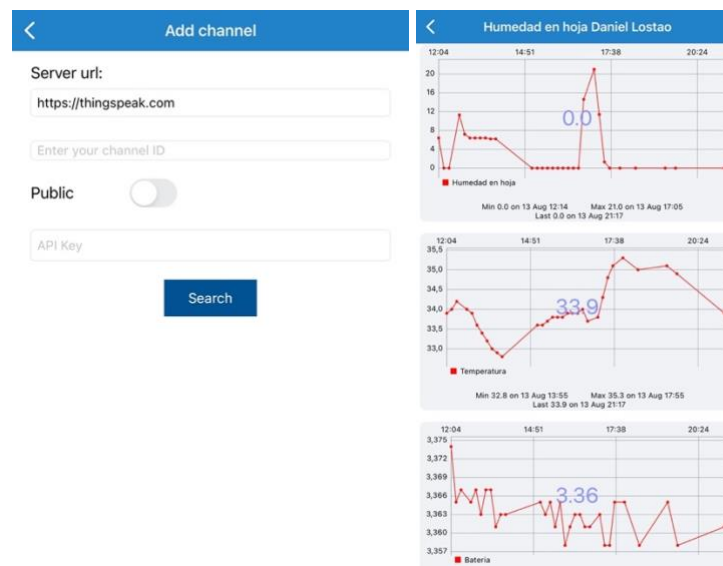 Add channel
Server url:
https://thingspeak.com
Enter your channel ID
Public
API Key
Search
Humedad en hoja Daniel Lostao
12:04 14:51 17:38 20:24
20
16
12
8
4
0
0.0
Humedad en hoja
Min 0.0 on 13 Aug 12:14 Max 21.0 on 13 Aug 17:05
Last 0.0 on 13 Aug 21:17
12:04 14:51 17:38 20:24
35,5
35,0
34,5
34,0
33,5
33,0
33.9
Temperatura
Min 32.8 on 13 Aug 13:55 Max 35.3 on 13 Aug 17:55
Last 33.9 on 13 Aug 21:17
12:04 14:51 17:38 20:24
3,375
3,372
3,369
3,366
3,363
3,360
3,357
3.36
Bateria